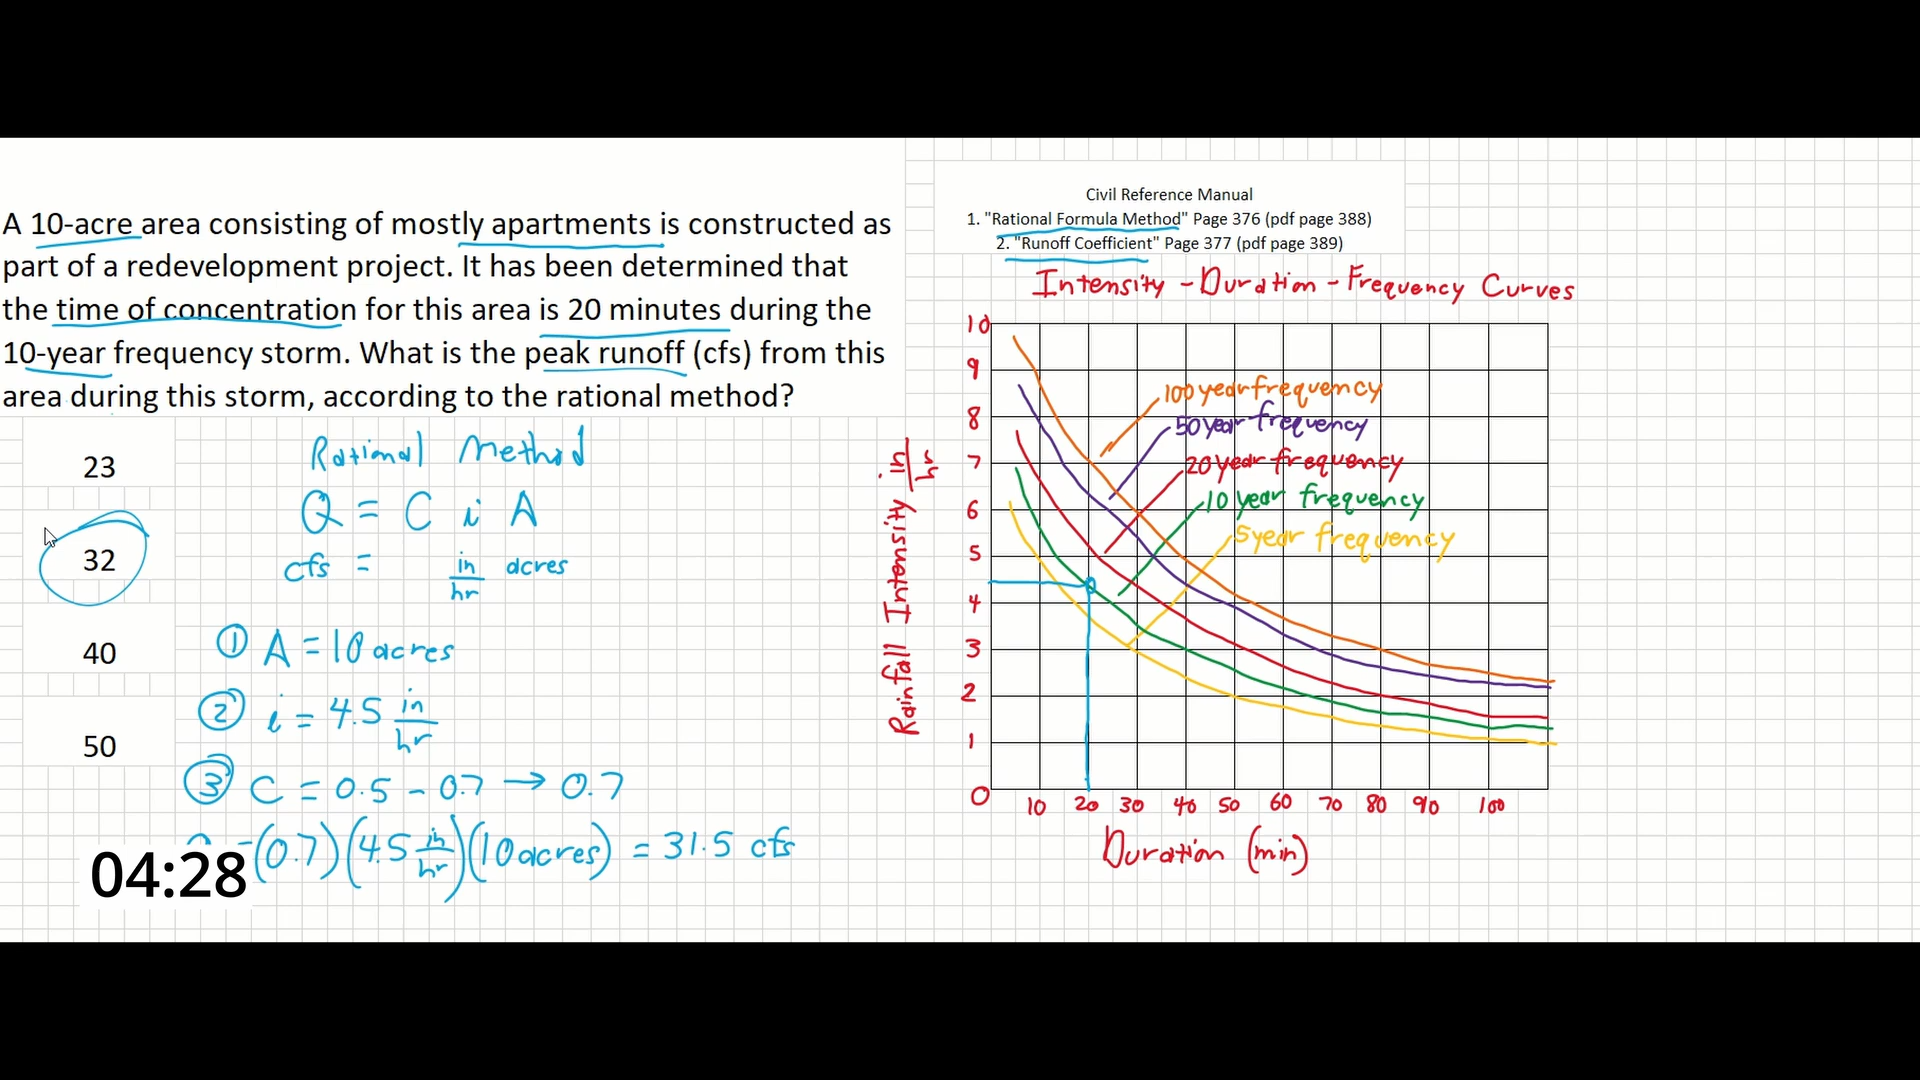 A 10-acre area consisting of mostly apartments is constructed as
part of a redevelopment project. It has been determined that
the time of concentration for this area is 20 minutes during the
10-year frequency storm. What is the peak runoff (cfs) from this
area during this storm, according to the rational method?
23
32
40
50
Rational Method
Q = C i A
cfs = in/hr acres
① A = 10 acres
② i = 4.5 in/hr
③ C = 0.5 - 0.7 → 0.7
= (0.7) (4.5 in/hr) (10 acres) = 31.5 cfs
04:28
Civil Reference Manual
1. "Rational Formula Method" Page 376 (pdf page 388)
2. "Runoff Coefficient" Page 377 (pdf page 389)
Intensity - Duration - Frequency Curves
10
9
8
7
6
5
4
3
2
1
0
Rainfall Intensity in/hr
100 year frequency
50 year frequency
20 year frequency
10 year frequency
5 year frequency
10 20 30 40 50 60 70 80 90 100
Duration (min)